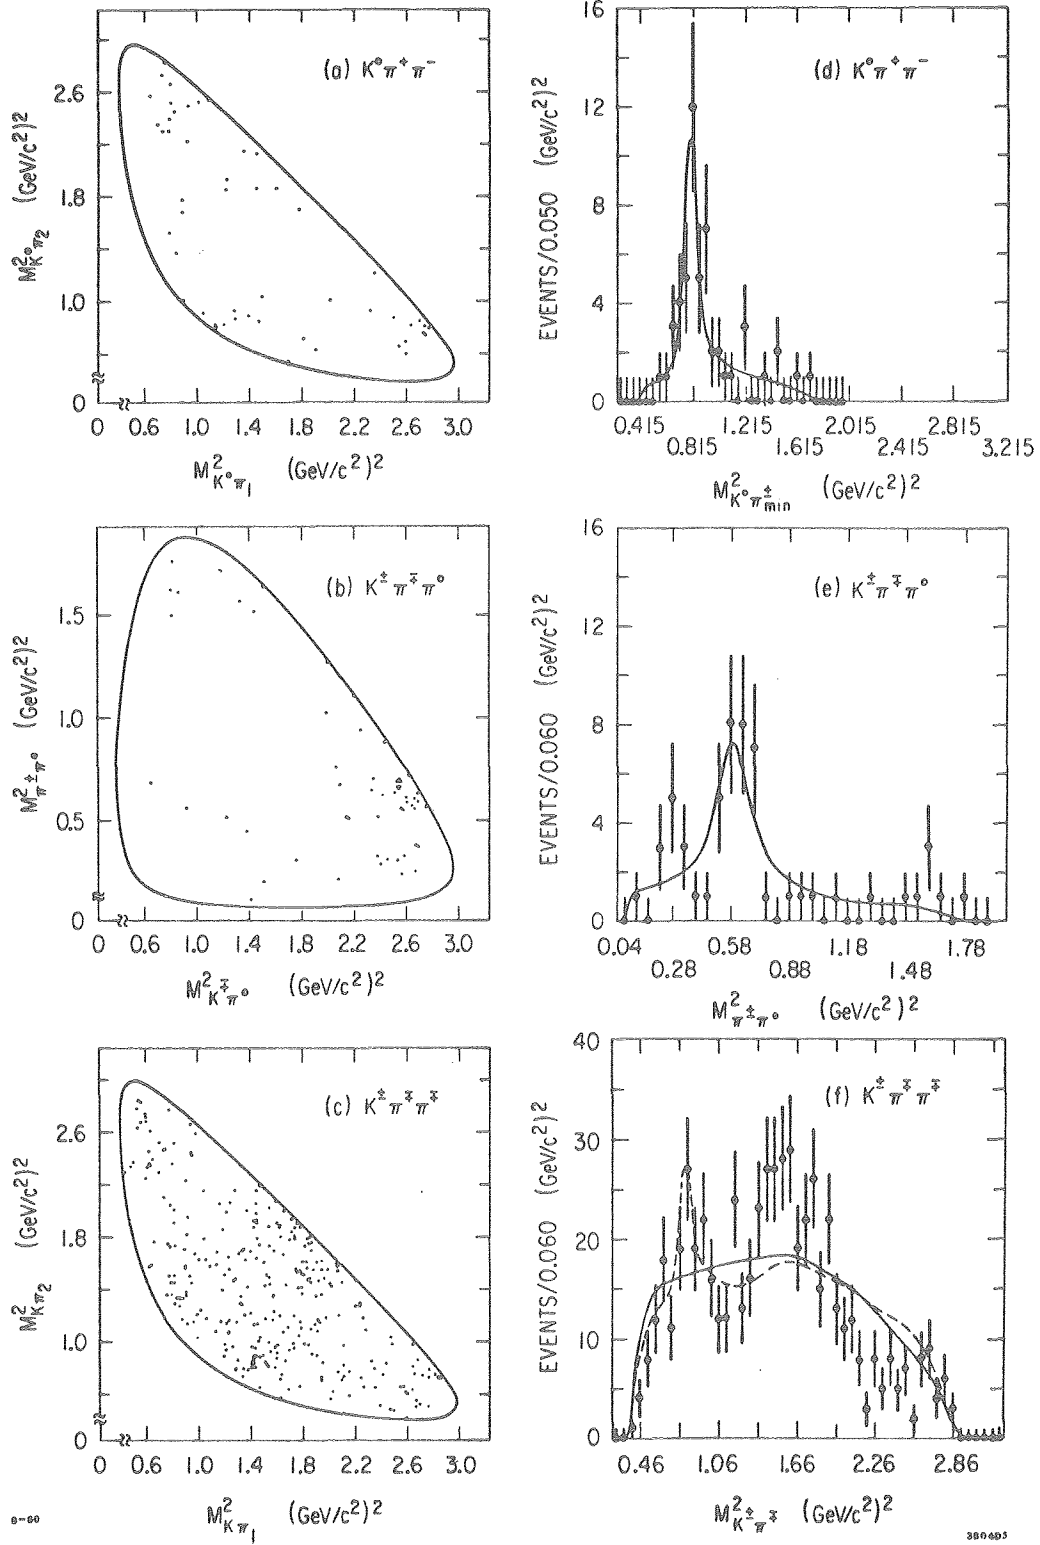 (a) K° π⁺ π⁻
2.6
1.8
1.0
0
M²K°π2 (GeV/c²)²
0 0.6 1.0 1.4 1.8 2.2 2.6 3.0
M²K°π1 (GeV/c²)²
(d) K° π⁺ π⁻
16
12
8
4
0
EVENTS/0.050 (GeV/c²)²
0.415 1.215 2.015 2.815
0.815 1.615 2.415 3.215
M²K°π±min (GeV/c²)²
(b) K± π∓ π°
1.5
1.0
0.5
0
M²π±π° (GeV/c²)²
0 0.6 1.0 1.4 1.8 2.2 2.6 3.0
M²K∓π° (GeV/c²)²
(e) K± π∓ π°
16
12
8
4
0
EVENTS/0.060 (GeV/c²)²
0.04 0.58 1.18 1.78
0.28 0.88 1.48
M²π±π° (GeV/c²)²
(c) K± π∓ π∓
2.6
1.8
1.0
0
M²Kπ2 (GeV/c²)²
0 0.6 1.0 1.4 1.8 2.2 2.6 3.0
M²Kπ1 (GeV/c²)²
(f) K± π∓ π∓
40
30
20
10
0
EVENTS/0.060 (GeV/c²)²
0.46 1.06 1.66 2.26 2.86
M²K±π∓ (GeV/c²)²